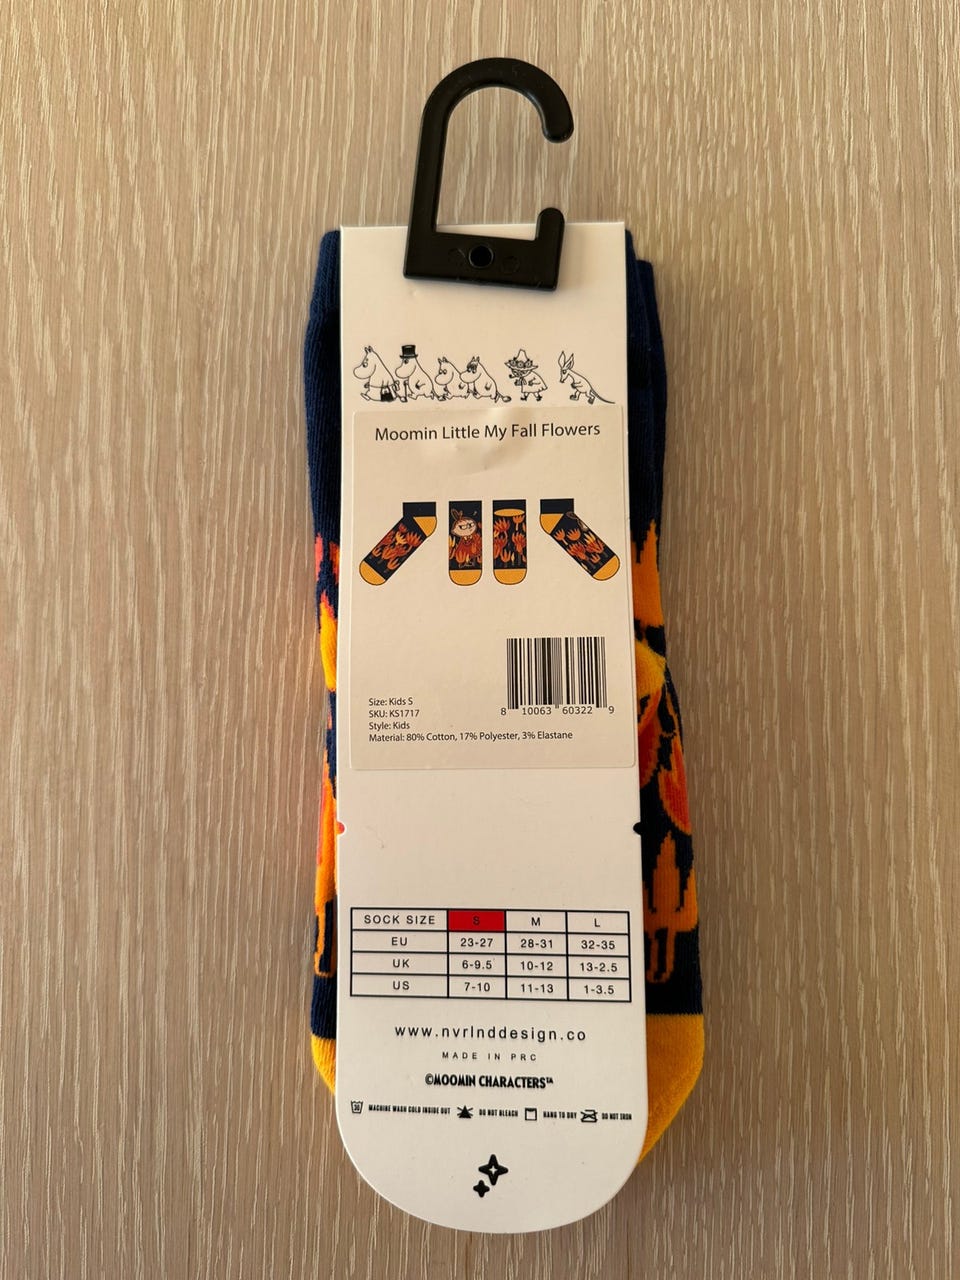 Moomin Little My Fall Flowers
Size: Kids S
SKU: KS1717
Style: Kids
Material: 80% Cotton, 17% Polyester, 3% Elastane
8 10063 60322 9
SOCK SIZE S M L
EU 23-27 28-31 32-35
UK 6-9.5 10-12 13-2.5
US 7-10 11-13 1-3.5
www.nvrlnddesign.co
MADE IN PRC
©MOOMIN CHARACTERS™
30 MACHINE WASH COLD INSIDE OUT DO NOT BLEACH HANG TO DRY DO NOT IRON